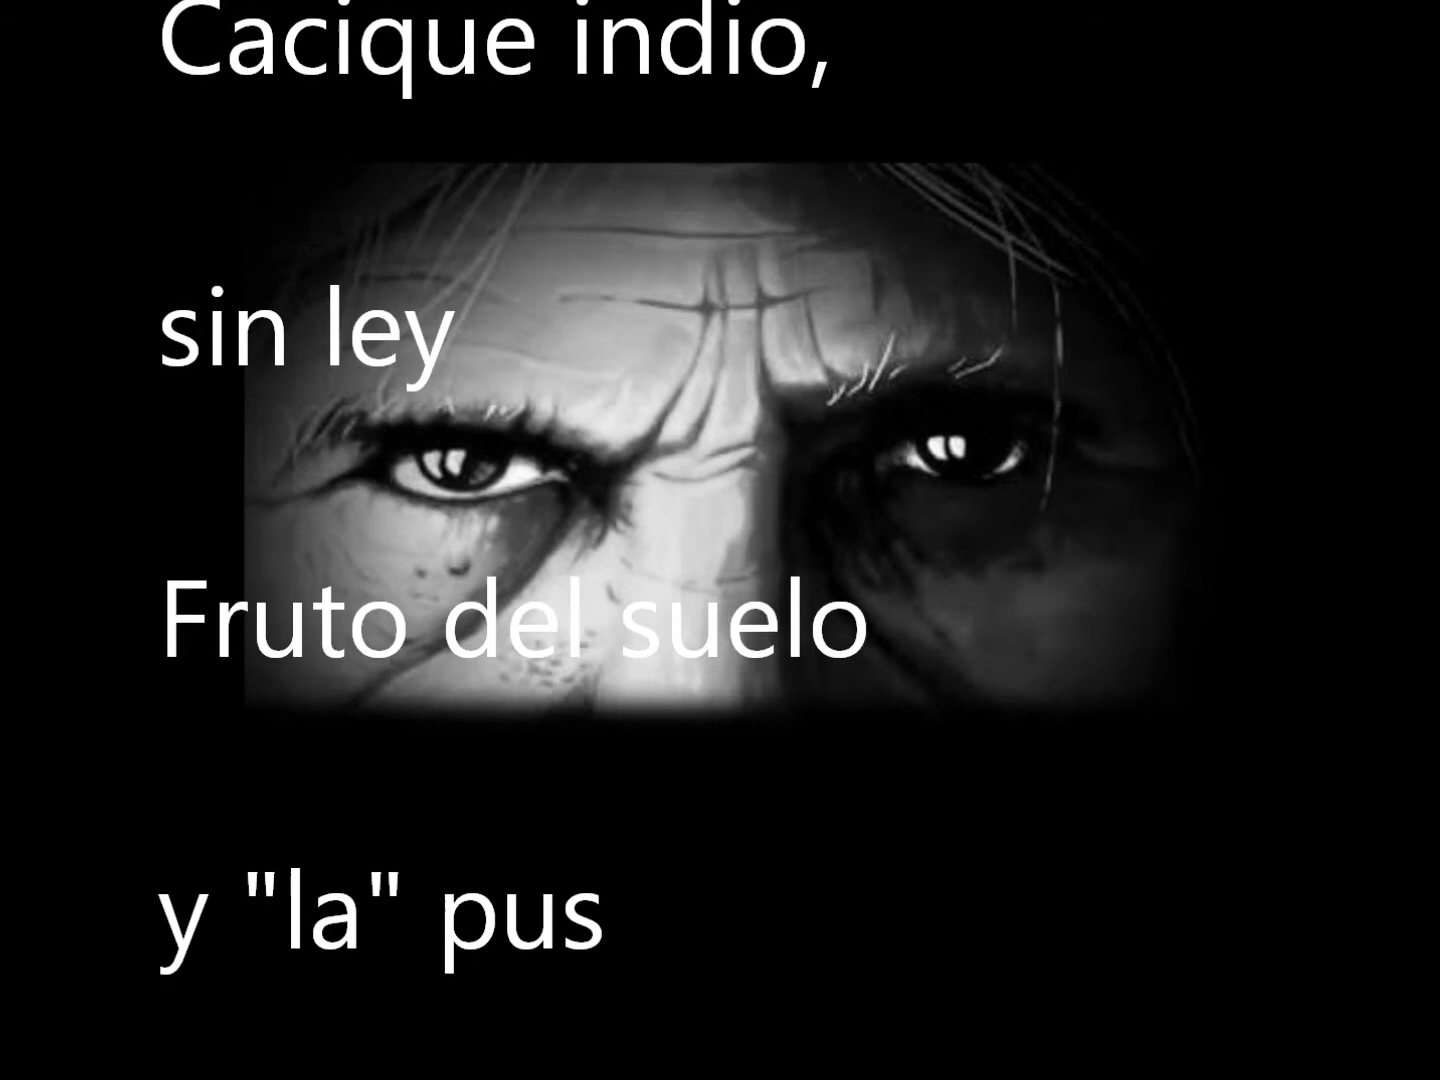 Cacique indio,
sin ley
Fruto del suelo
y "la" pus